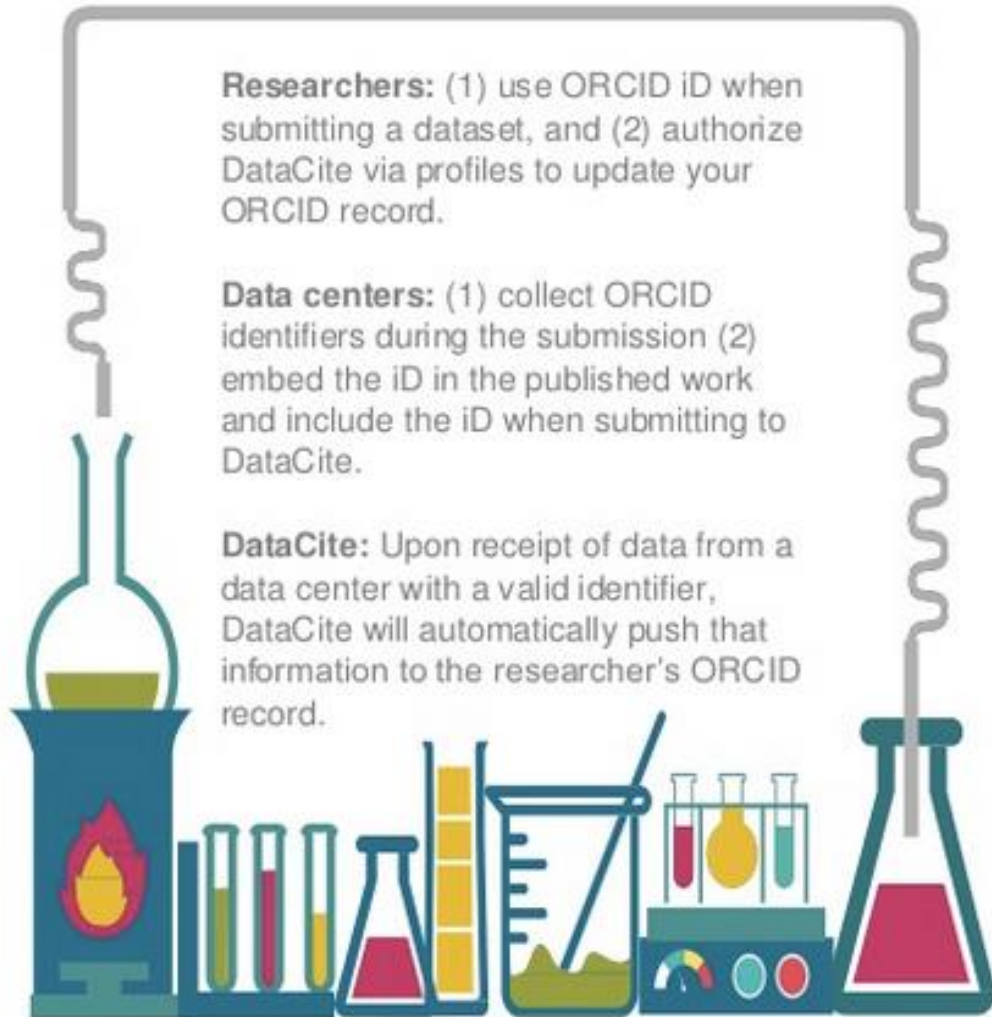 Researchers: (1) use ORCID iD when
submitting a dataset, and (2) authorize
DataCite via profiles to update your
ORCID record.
Data centers: (1) collect ORCID
identifiers during the submission (2)
embed the iD in the published work
and include the iD when submitting to
DataCite.
DataCite: Upon receipt of data from a
data center with a valid identifier,
DataCite will automatically push that
information to the researcher's ORCID
record.